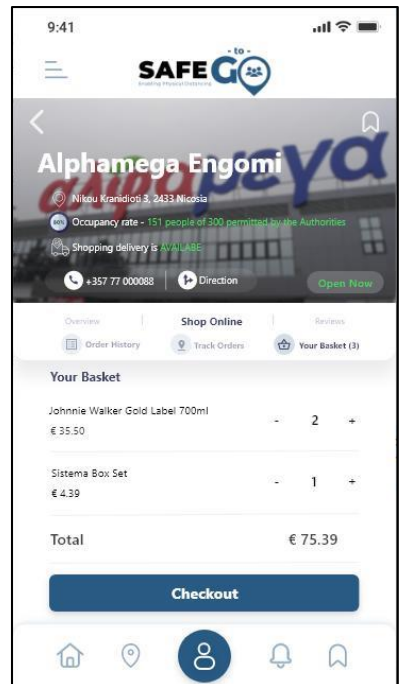 9:41
- to -
SAFE GO
Enabling Physical Distancing
Alphamega Engomi
Nikou Kranidioti 3, 2433 Nicosia
Occupancy rate - 151 people of 300 permitted by the Authorities
Shopping delivery is AVAILABE
+357 77 000088
Direction
Open Now
Overview
Shop Online
Reviews
Order History
Track Orders
Your Basket (3)
Your Basket
Johnnie Walker Gold Label 700ml
- 2 +
€ 35.50
Sistema Box Set
- 1 +
€ 4.39
Total € 75.39
Checkout